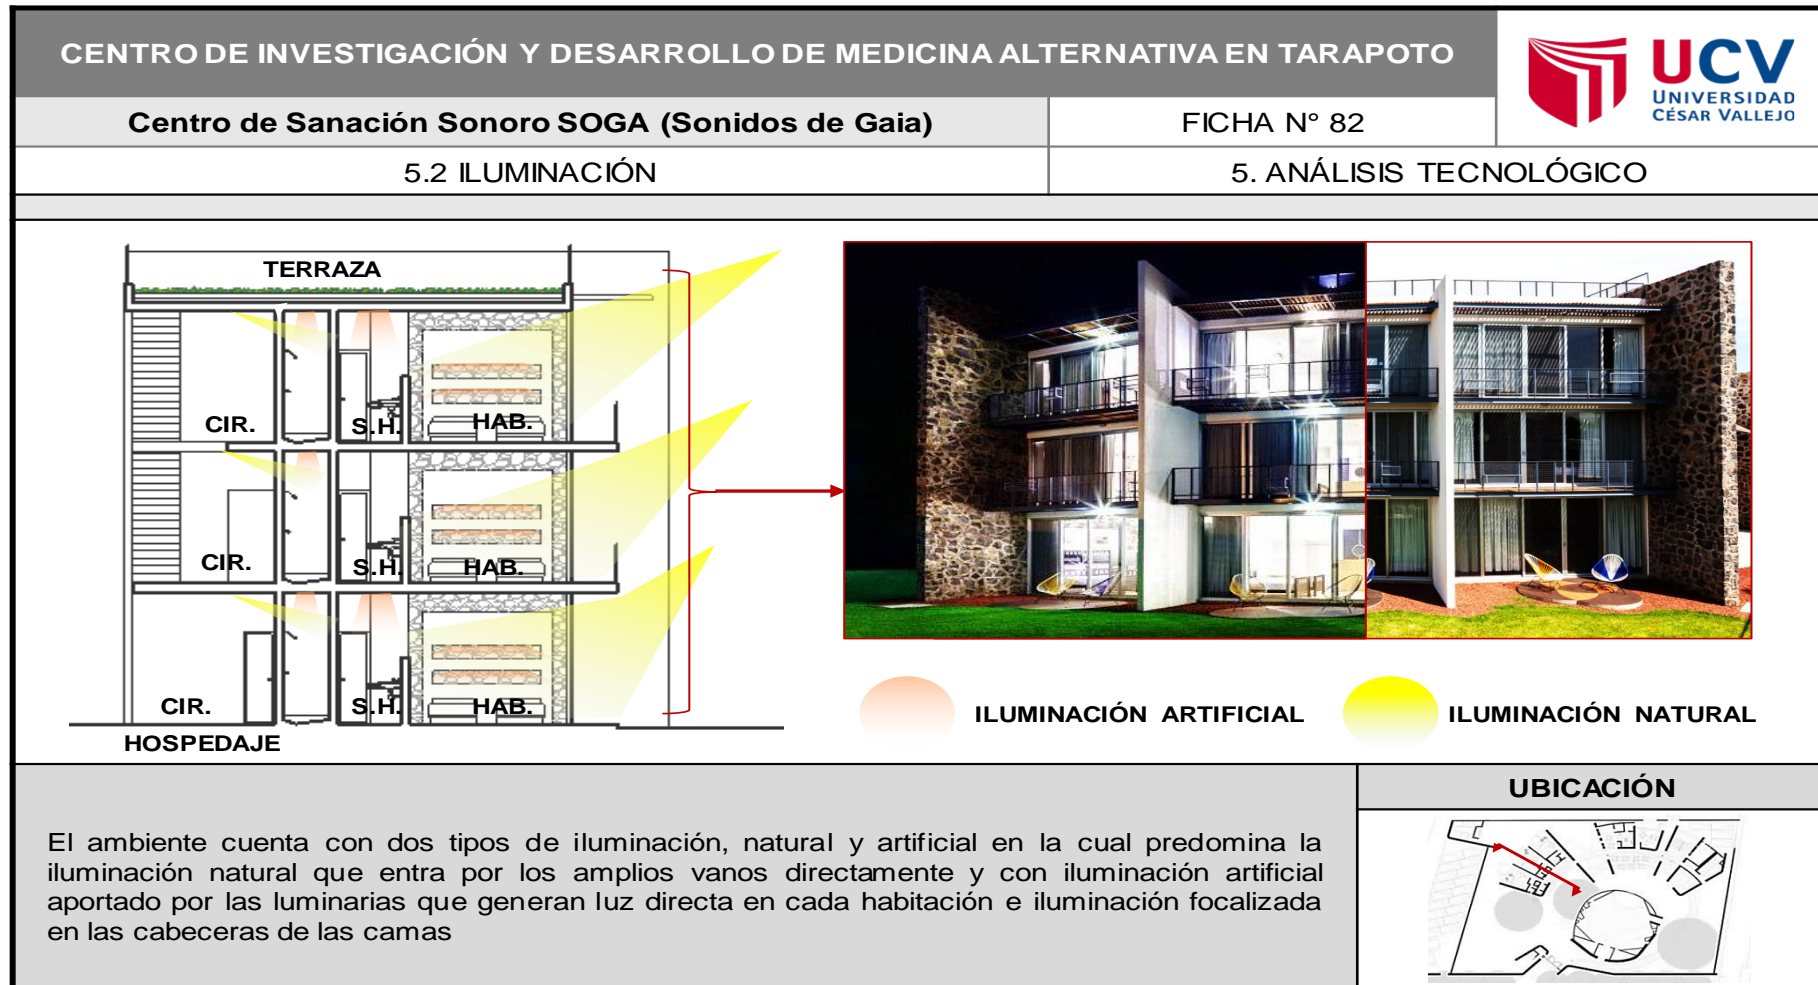 CENTRO DE INVESTIGACIÓN Y DESARROLLO DE MEDICINA ALTERNATIVA EN TARAPOTO
UCV
UNIVERSIDAD
CÉSAR VALLEJO
Centro de Sanación Sonoro SOGA (Sonidos de Gaia)
FICHA N° 82
5.2 ILUMINACIÓN
5. ANÁLISIS TECNOLÓGICO
TERRAZA
CIR.
S.H.
HAB.
CIR.
S.H.
HAB.
CIR.
S.H.
HAB.
HOSPEDAJE
ILUMINACIÓN ARTIFICIAL
ILUMINACIÓN NATURAL
El ambiente cuenta con dos tipos de iluminación, natural y artificial en la cual predomina la
iluminación natural que entra por los amplios vanos directamente y con iluminación artificial
aportado por las luminarias que generan luz directa en cada habitación e iluminación focalizada
en las cabeceras de las camas
UBICACIÓN